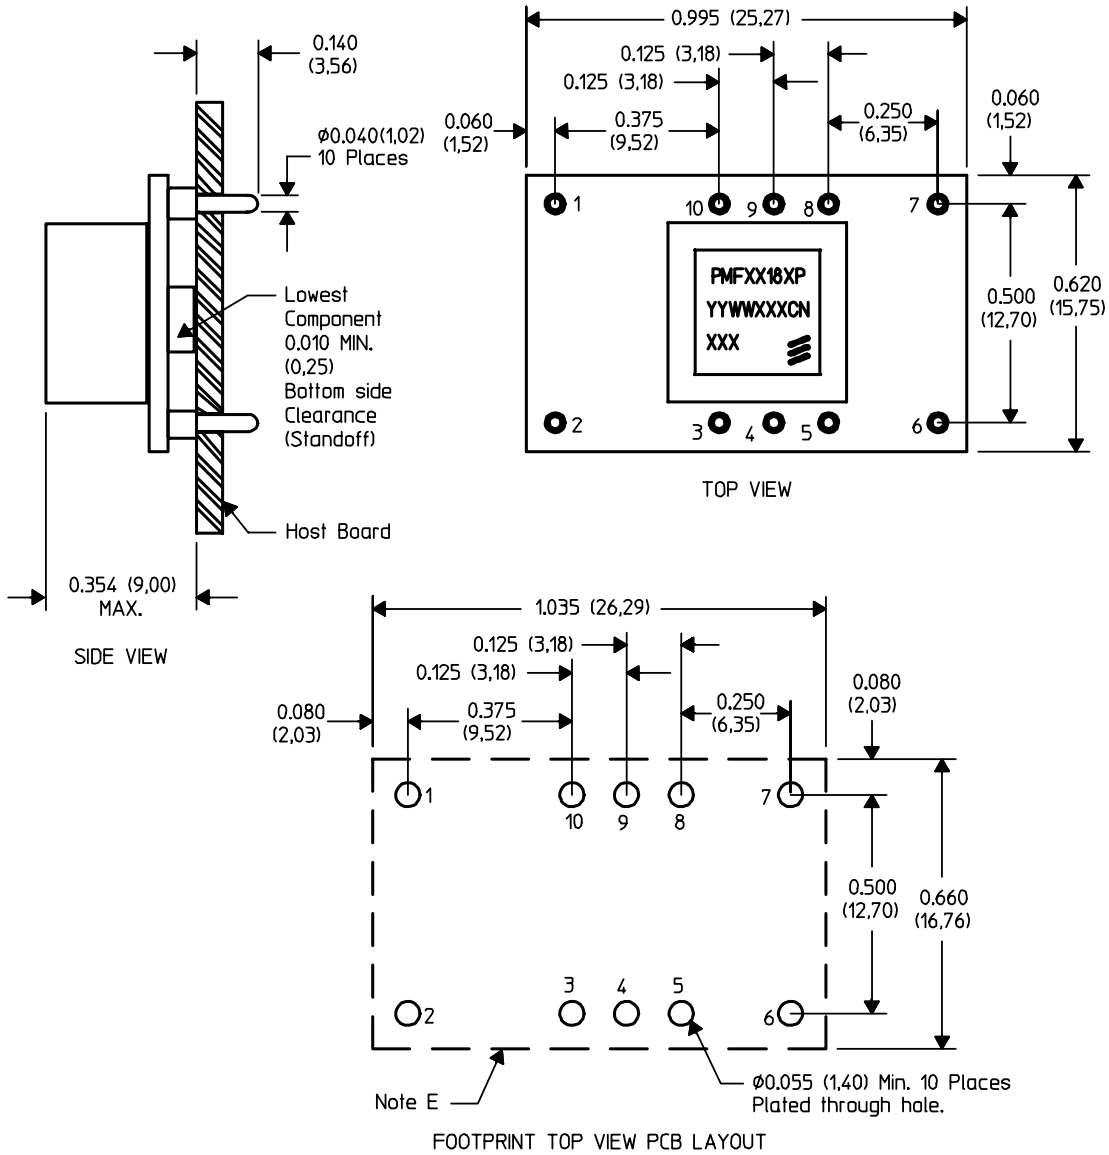 0.140
(3,56)
Ø0.040(1,02)
10 Places
Lowest
Component
0.010 MIN.
(0,25)
Bottom side
Clearance
(Standoff)
Host Board
0.354 (9,00)
MAX.
SIDE VIEW
0.995 (25,27)
0.125 (3,18)
0.125 (3,18)
0.060
(1,52)
0.375
(9,52)
0.250
(6,35)
0.060
(1,52)
1
10
9
8
7
PMFXX18XP
YYWWXXXCN
XXX
0.500
(12,70)
0.620
(15,75)
2
3
4
5
6
TOP VIEW
1.035 (26,29)
0.125 (3,18)
0.125 (3,18)
0.080
(2,03)
0.375
(9,52)
0.250
(6,35)
0.080
(2,03)
1
10
9
8
7
0.500
(12,70)
0.660
(16,76)
2
3
4
5
6
Note E
Ø0.055 (1,40) Min. 10 Places
Plated through hole.
FOOTPRINT TOP VIEW PCB LAYOUT